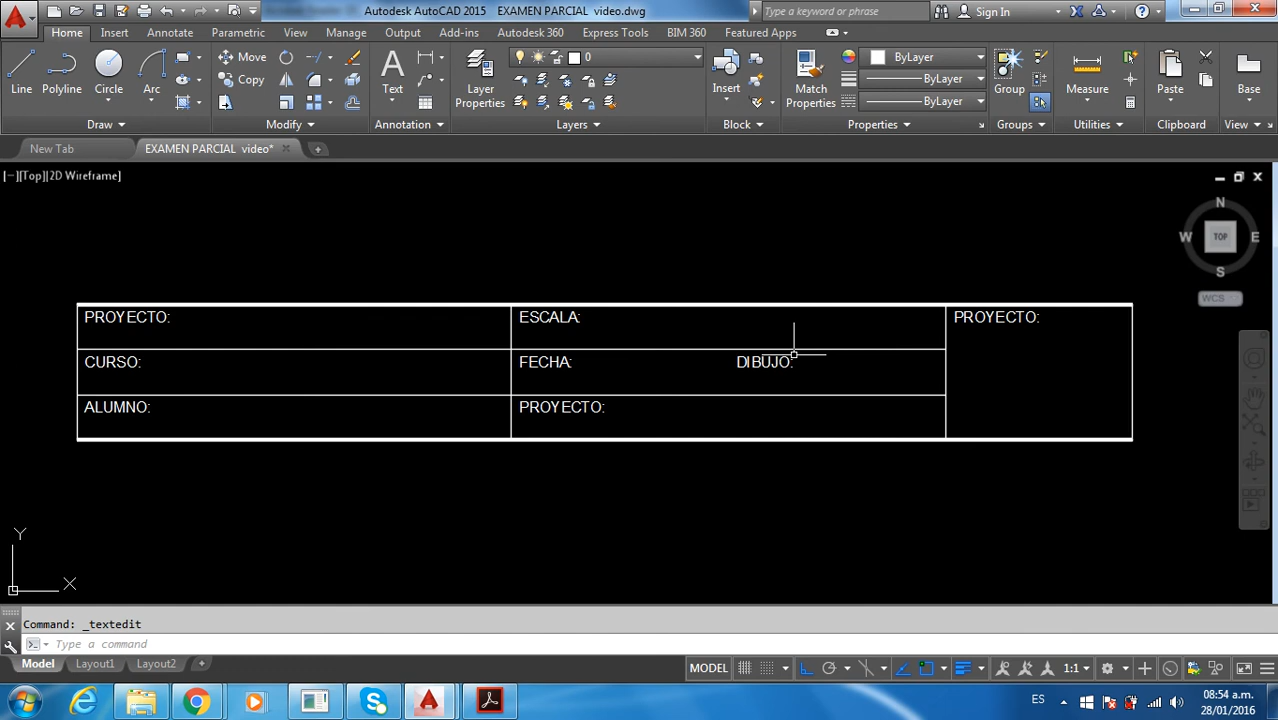 Autodesk AutoCAD 2015 EXAMEN PARCIAL video.dwg
Type a keyword or phrase
Sign In
Home Insert Annotate Parametric View Manage Output Add-ins Autodesk 360 Express Tools BIM 360 Featured Apps
Line Polyline Circle Arc
Move
Copy
Text
Layer Properties
0
Insert
Match Properties
ByLayer
ByLayer
ByLayer
Group
Measure
Paste
Base
Draw Modify Annotation Layers Block Properties Groups Utilities Clipboard View
New Tab EXAMEN PARCIAL video*
[−][Top][2D Wireframe]
N
W TOP E
S
WCS
PROYECTO: ESCALA: PROYECTO:
CURSO: FECHA: DIBUJO:
ALUMNO: PROYECTO:
Y
X
Command: _textedit
Type a command
Model Layout1 Layout2 +
MODEL 1:1
ES 08:54 a.m.
28/01/2016